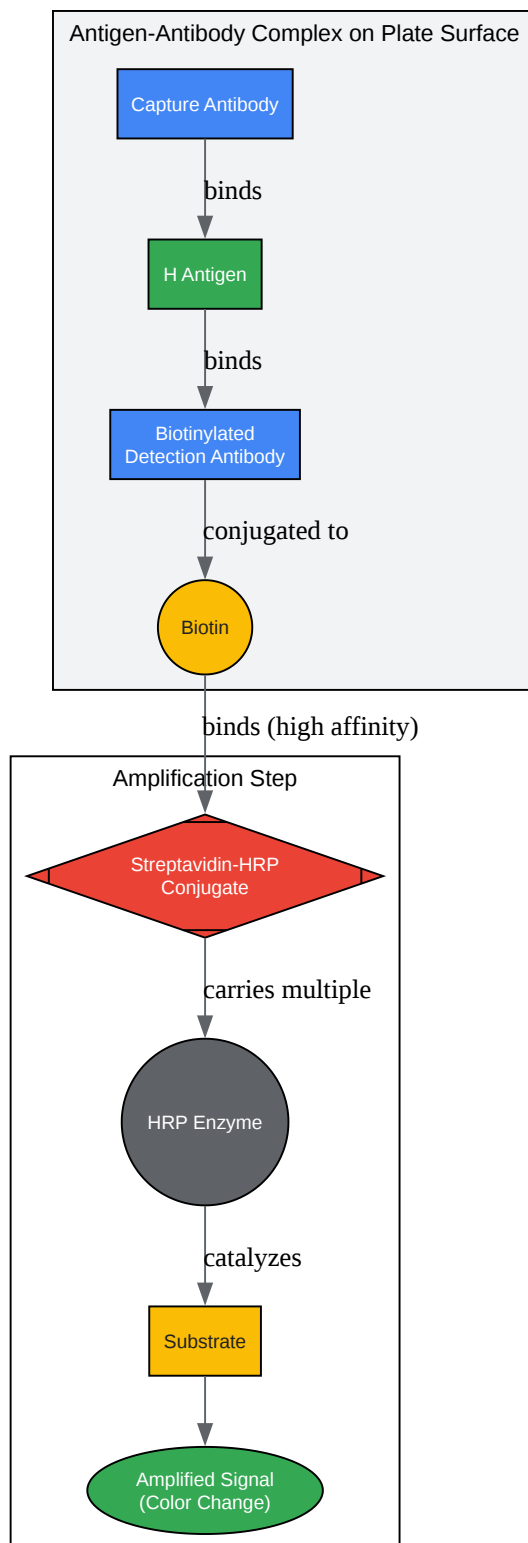 Antigen-Antibody Complex on Plate Surface
Capture Antibody
binds
H Antigen
binds
Biotinylated
Detection Antibody
conjugated to
Biotin
binds (high affinity)
Amplification Step
Streptavidin-HRP
Conjugate
carries multiple
HRP Enzyme
catalyzes
Substrate
Amplified Signal
(Color Change)